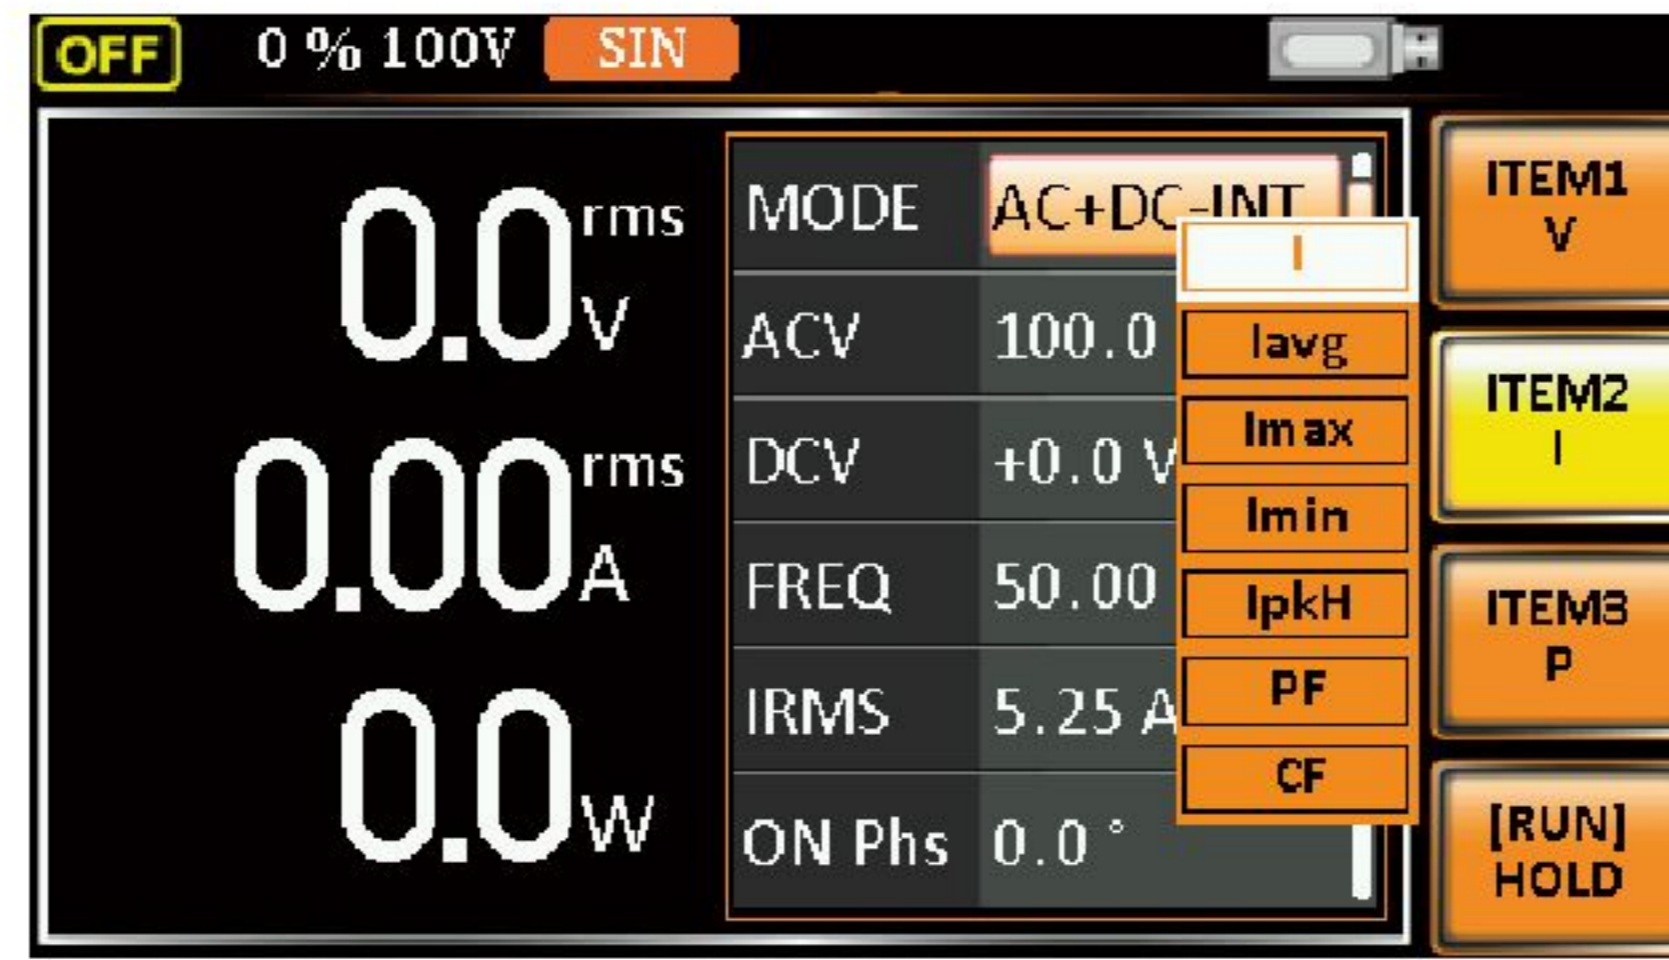 OFF 0 % 100V SIN
0.0 rms V
0.00 rms A
0.0 W
MODE AC+DC-INT
ACV 100.0
DCV +0.0 V
FREQ 50.00
IRMS 5.25 A
ON Phs 0.0 °
I
Iavg
Imax
Imin
IpkH
PF
CF
ITEM1
V
ITEM2
I
ITEM3
P
[RUN]
HOLD